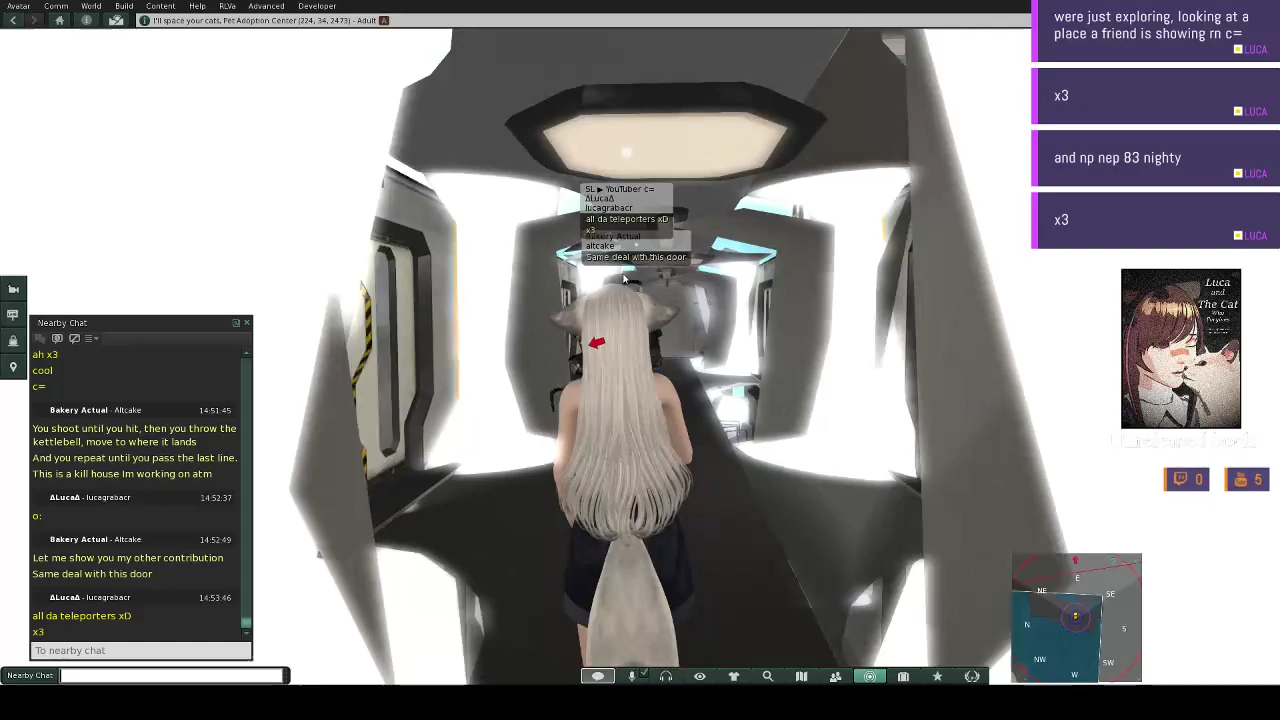 Avatar Comm World Build Content Help RLVa Advanced Developer
I'll space your cats, Pet Adoption Center (224, 34, 2473) - Adult A
were just exploring, looking at a
place a friend is showing rn c=
LUCA
x3
LUCA
and np nep 83 nighty
LUCA
x3
LUCA
SL ▶ YouTuber c=
ΔLucaΔ
lucagrabacr
all da teleporters xD
x3
Bakery Actual
altcake
Same deal with this door
Nearby Chat
ah x3
cool
c=
Bakery Actual - Altcake 14:51:45
You shoot until you hit, then you throw the
kettlebell, move to where it lands
And you repeat until you pass the last line.
This is a kill house Im working on atm
ΔLucaΔ - lucagrabacr 14:52:37
o:
Bakery Actual - Altcake 14:52:49
Let me show you my other contribution
Same deal with this door
ΔLucaΔ - lucagrabacr 14:53:46
all da teleporters xD
x3
To nearby chat
Nearby Chat
Luca
and
The Cat
0
5
E
NE
SE
N
S
NW
SW
W